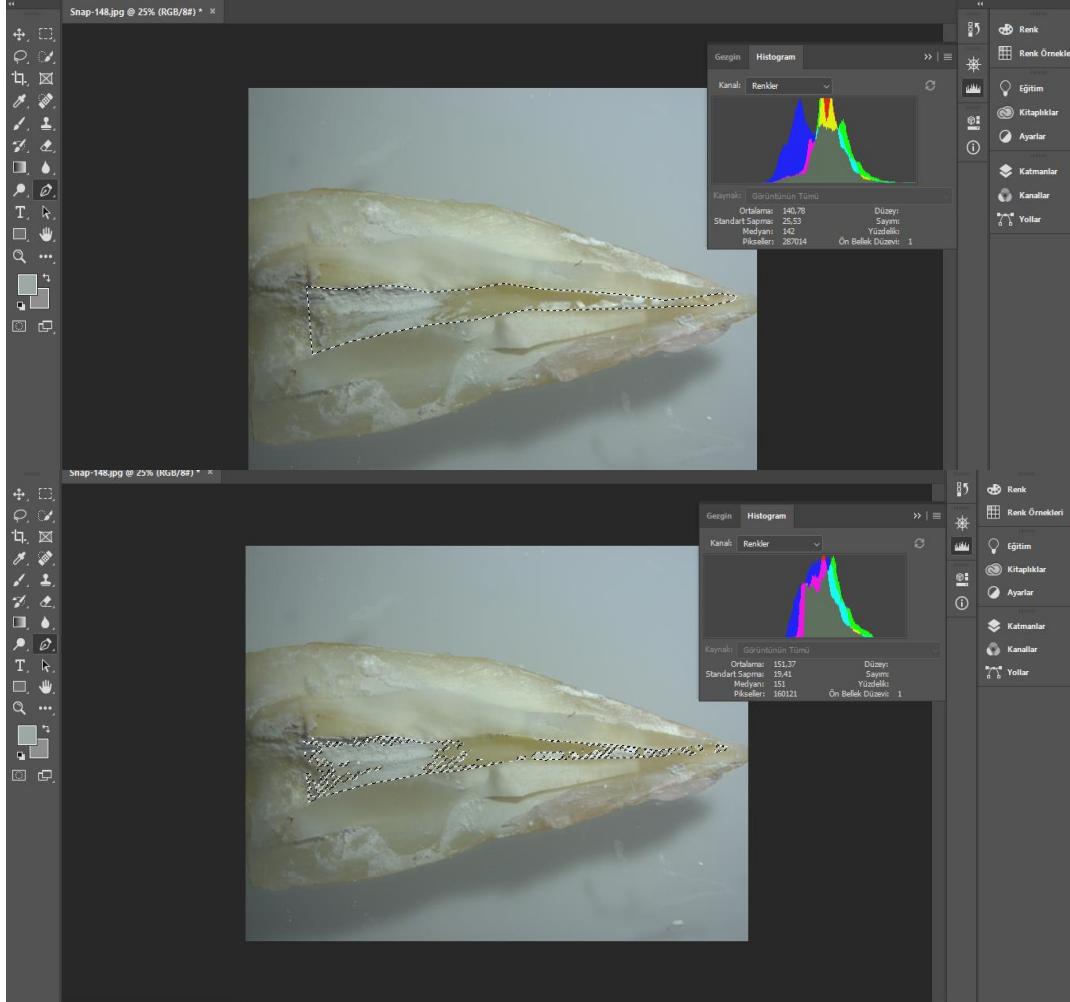 Snap-148.jpg @ 25% (RGB/8#) * ×
Gezgin Histogram
Kanal: Renkler
Kaynak: Görüntünün Tümü
Ortalama: 140,78 Düzey:
Standart Sapma: 25,53 Sayım:
Medyan: 142 Yüzdelik:
Pikseller: 287014 Ön Bellek Düzevi: 1
Renk
Renk Örnekle
Eğitim
Kitaplıklar
Ayarlar
Katmanlar
Kanallar
Yollar
Snap-148.jpg @ 25% (RGB/8#) * ×
Gezgin Histogram
Kanal: Renkler
Kaynak: Görüntünün Tümü
Ortalama: 151,37 Düzey:
Standart Sapma: 19,41 Sayım:
Medyan: 151 Yüzdelik:
Pikseller: 160121 Ön Bellek Düzevi: 1
Renk
Renk Örnekleri
Eğitim
Kitaplıklar
Ayarlar
Katmanlar
Kanallar
Yollar